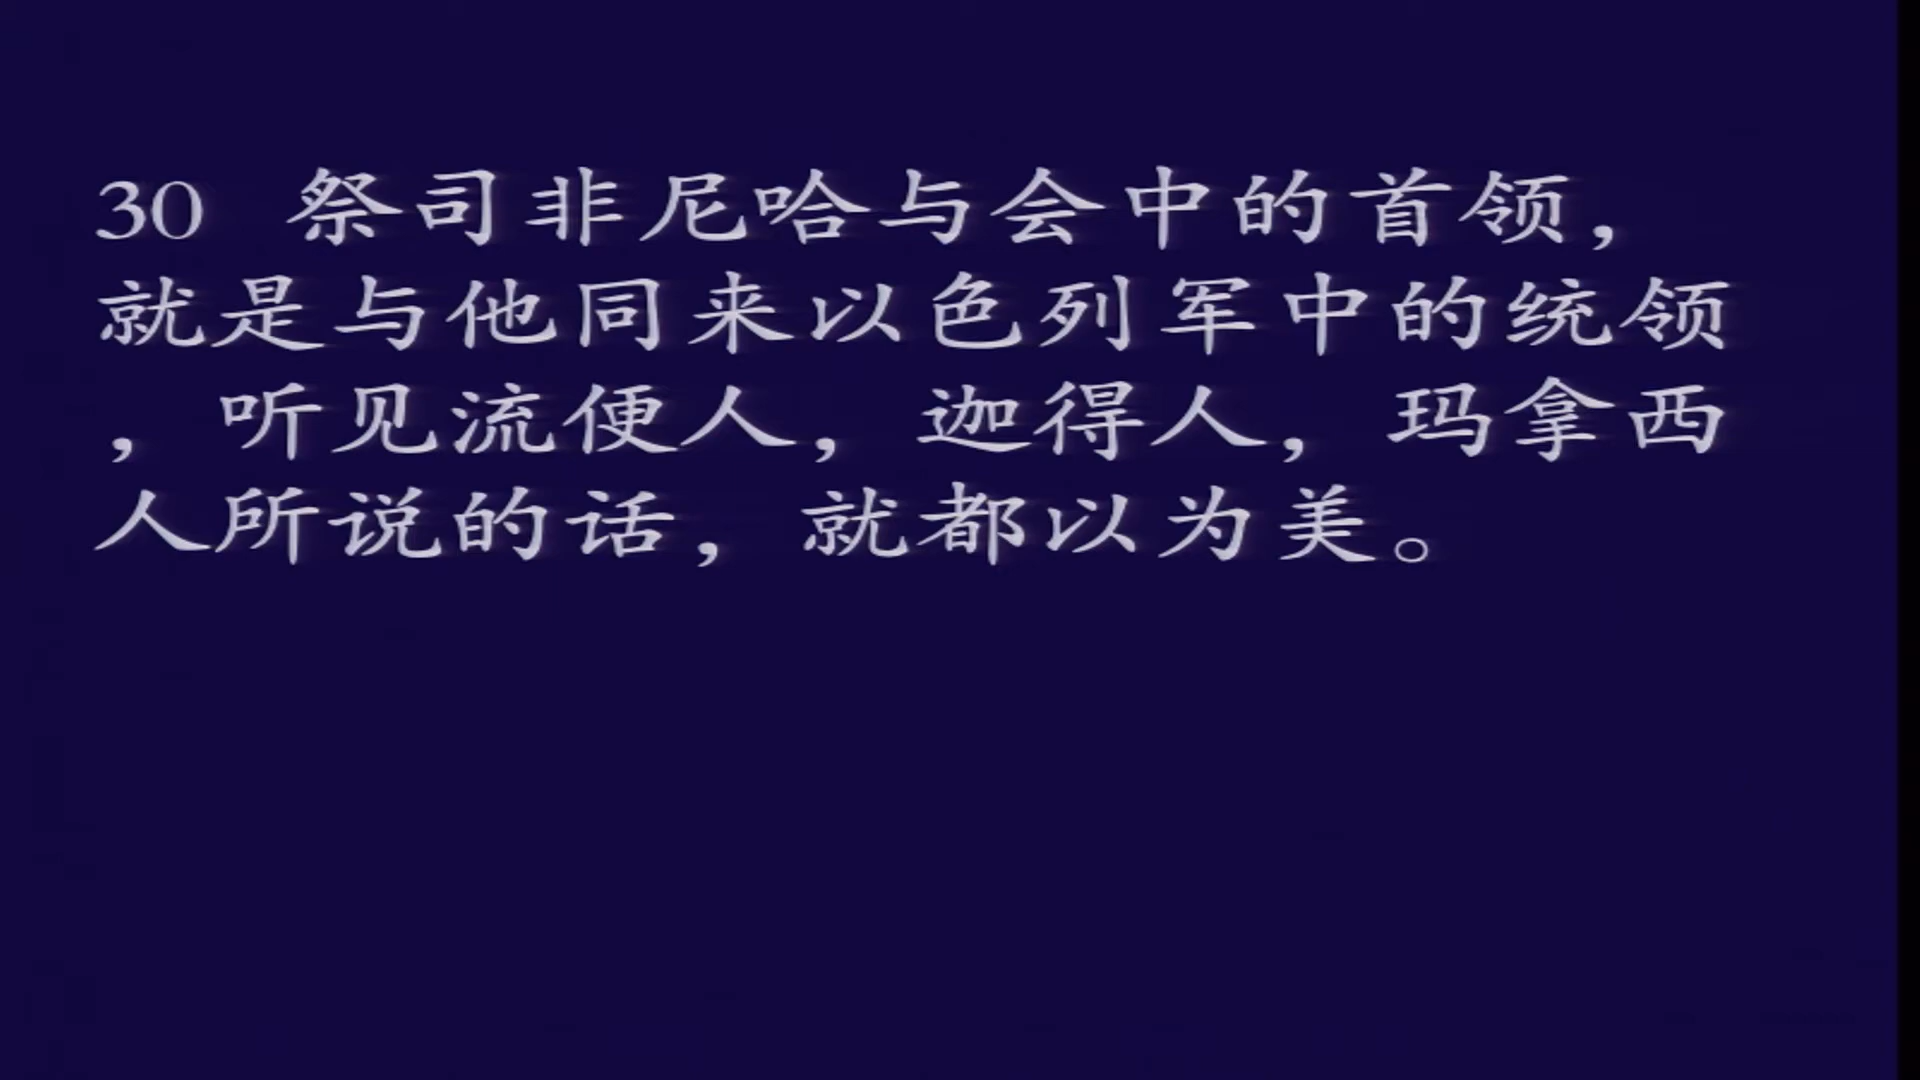 30 祭司非尼哈与会中的首领，
就是与他同来以色列军中的统领
，听见流便人，迦得人，玛拿西
人所说的话，就都以为美。